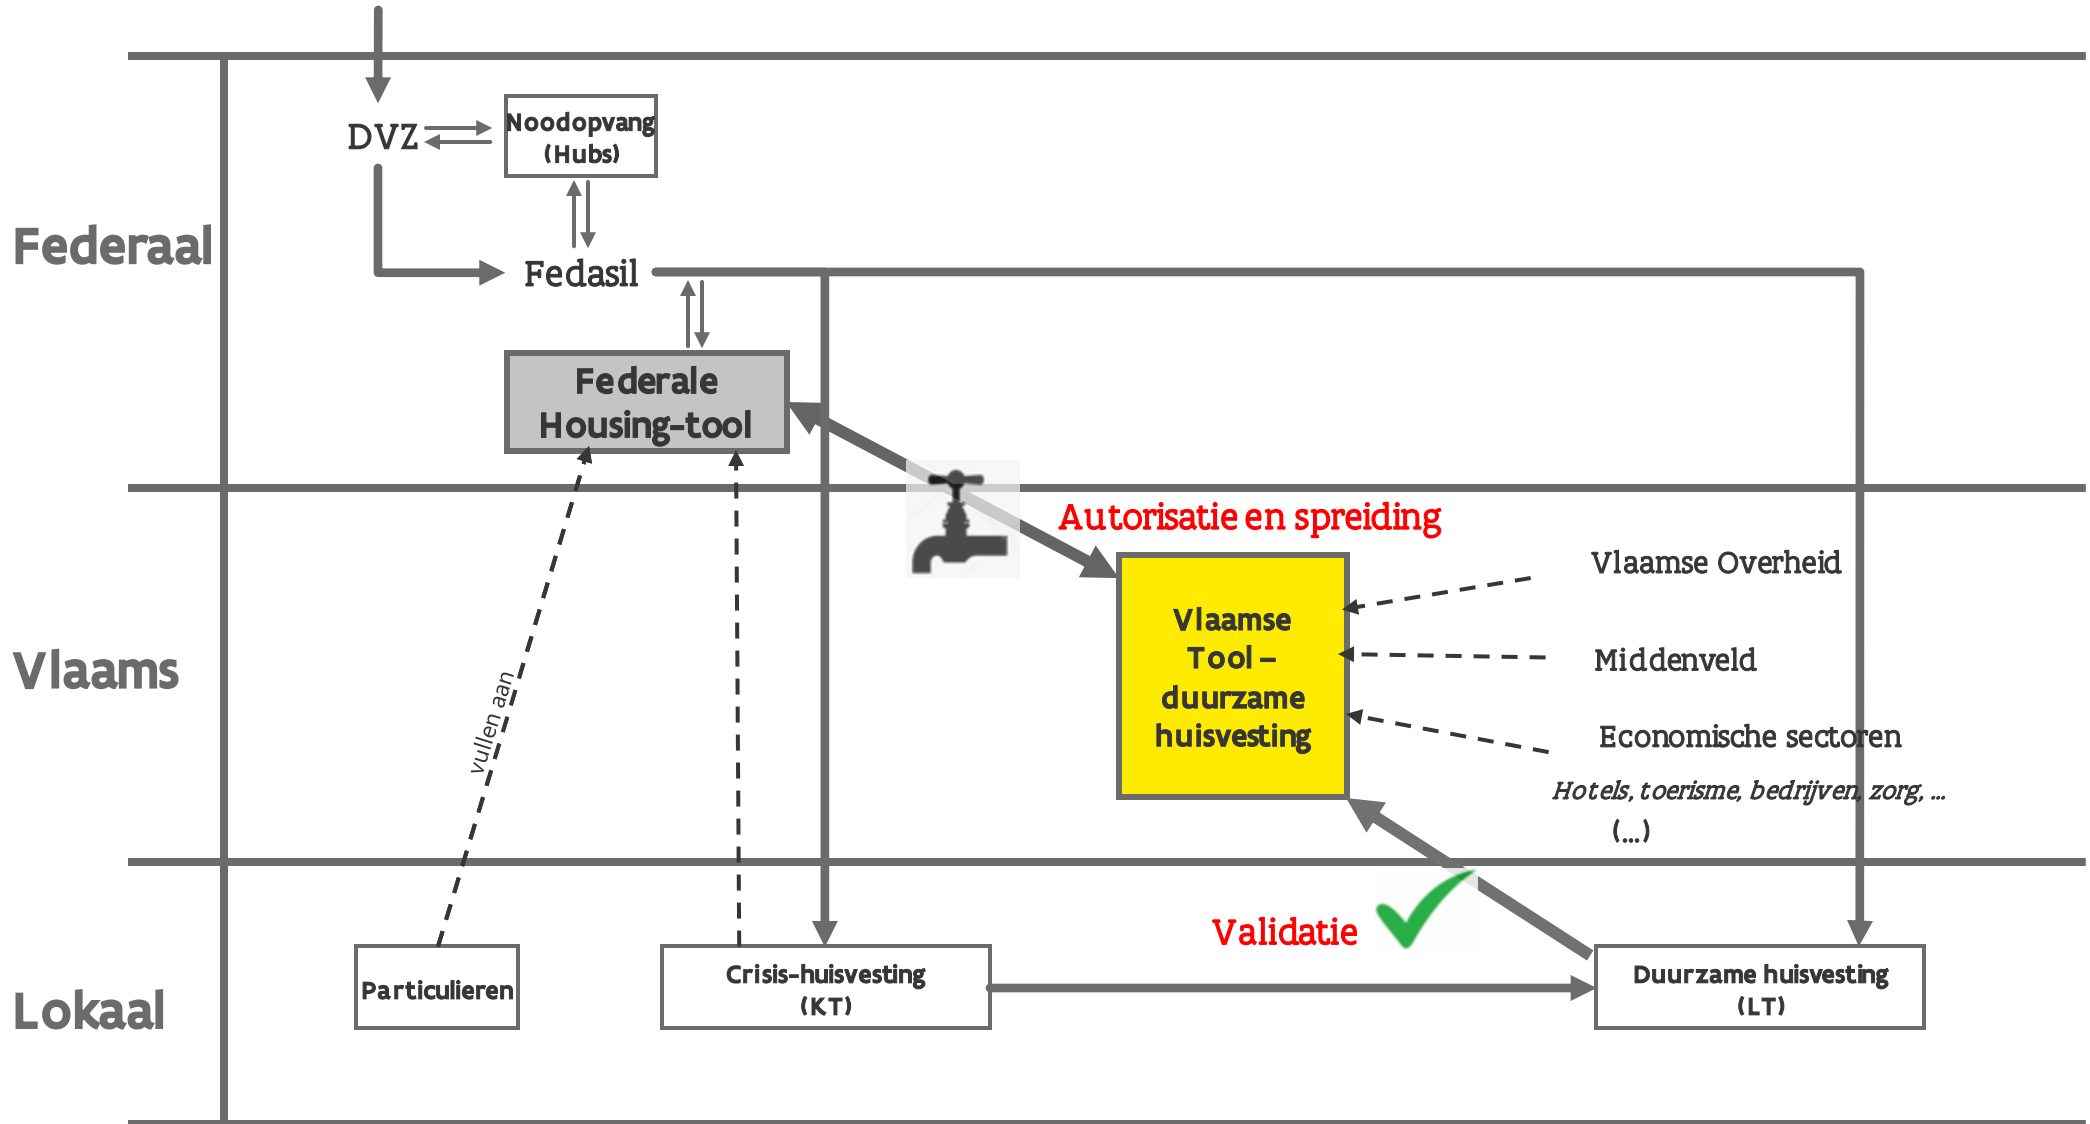 DVZ
Noodopvang
(Hubs)
Federaal
Fedasil
Federale
Housing-tool
Autorisatie en spreiding
Vlaamse Overheid
Vlaamse
Tool –
duurzame
huisvesting
Vlaams
Middenveld
vullen aan
Economische sectoren
Hotels, toerisme, bedrijven, zorg, ...
(...)
Validatie
Lokaal
Particulieren
Crisis-huisvesting
(KT)
Duurzame huisvesting
(LT)